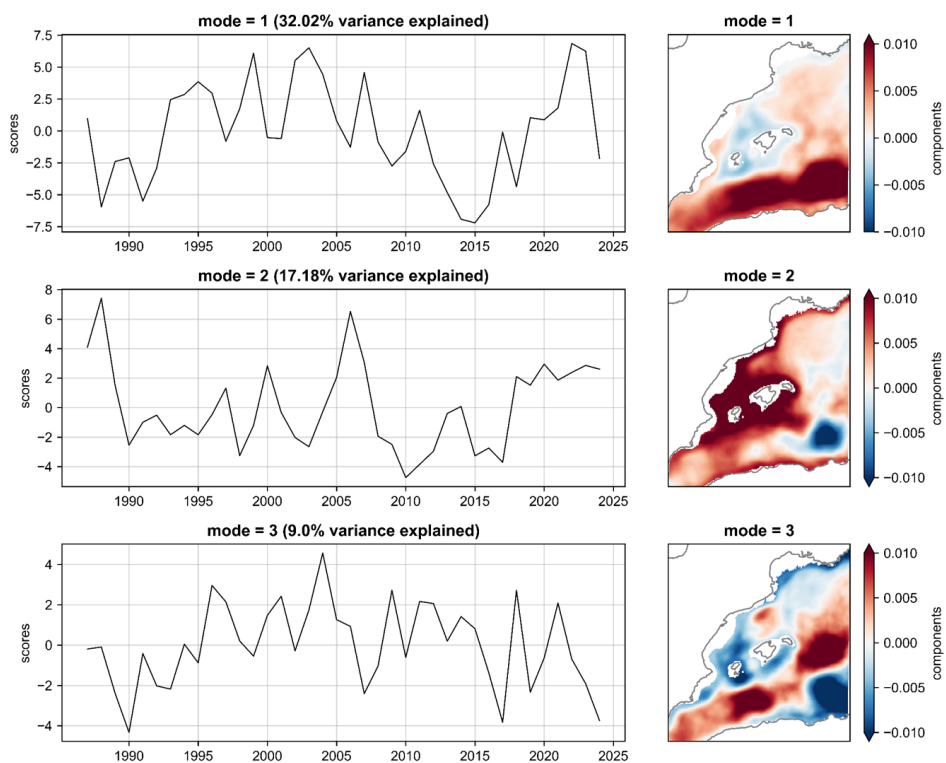 mode = 1 (32.02% variance explained)
mode = 1
7.5
5.0
2.5
0.0
−2.5
−5.0
−7.5
scores
1990 1995 2000 2005 2010 2015 2020 2025
0.010
0.005
0.000
−0.005
−0.010
components
mode = 2 (17.18% variance explained)
mode = 2
8
6
4
2
0
−2
−4
scores
1990 1995 2000 2005 2010 2015 2020 2025
0.010
0.005
0.000
−0.005
−0.010
components
mode = 3 (9.0% variance explained)
mode = 3
4
2
0
−2
−4
scores
1990 1995 2000 2005 2010 2015 2020 2025
0.010
0.005
0.000
−0.005
−0.010
components